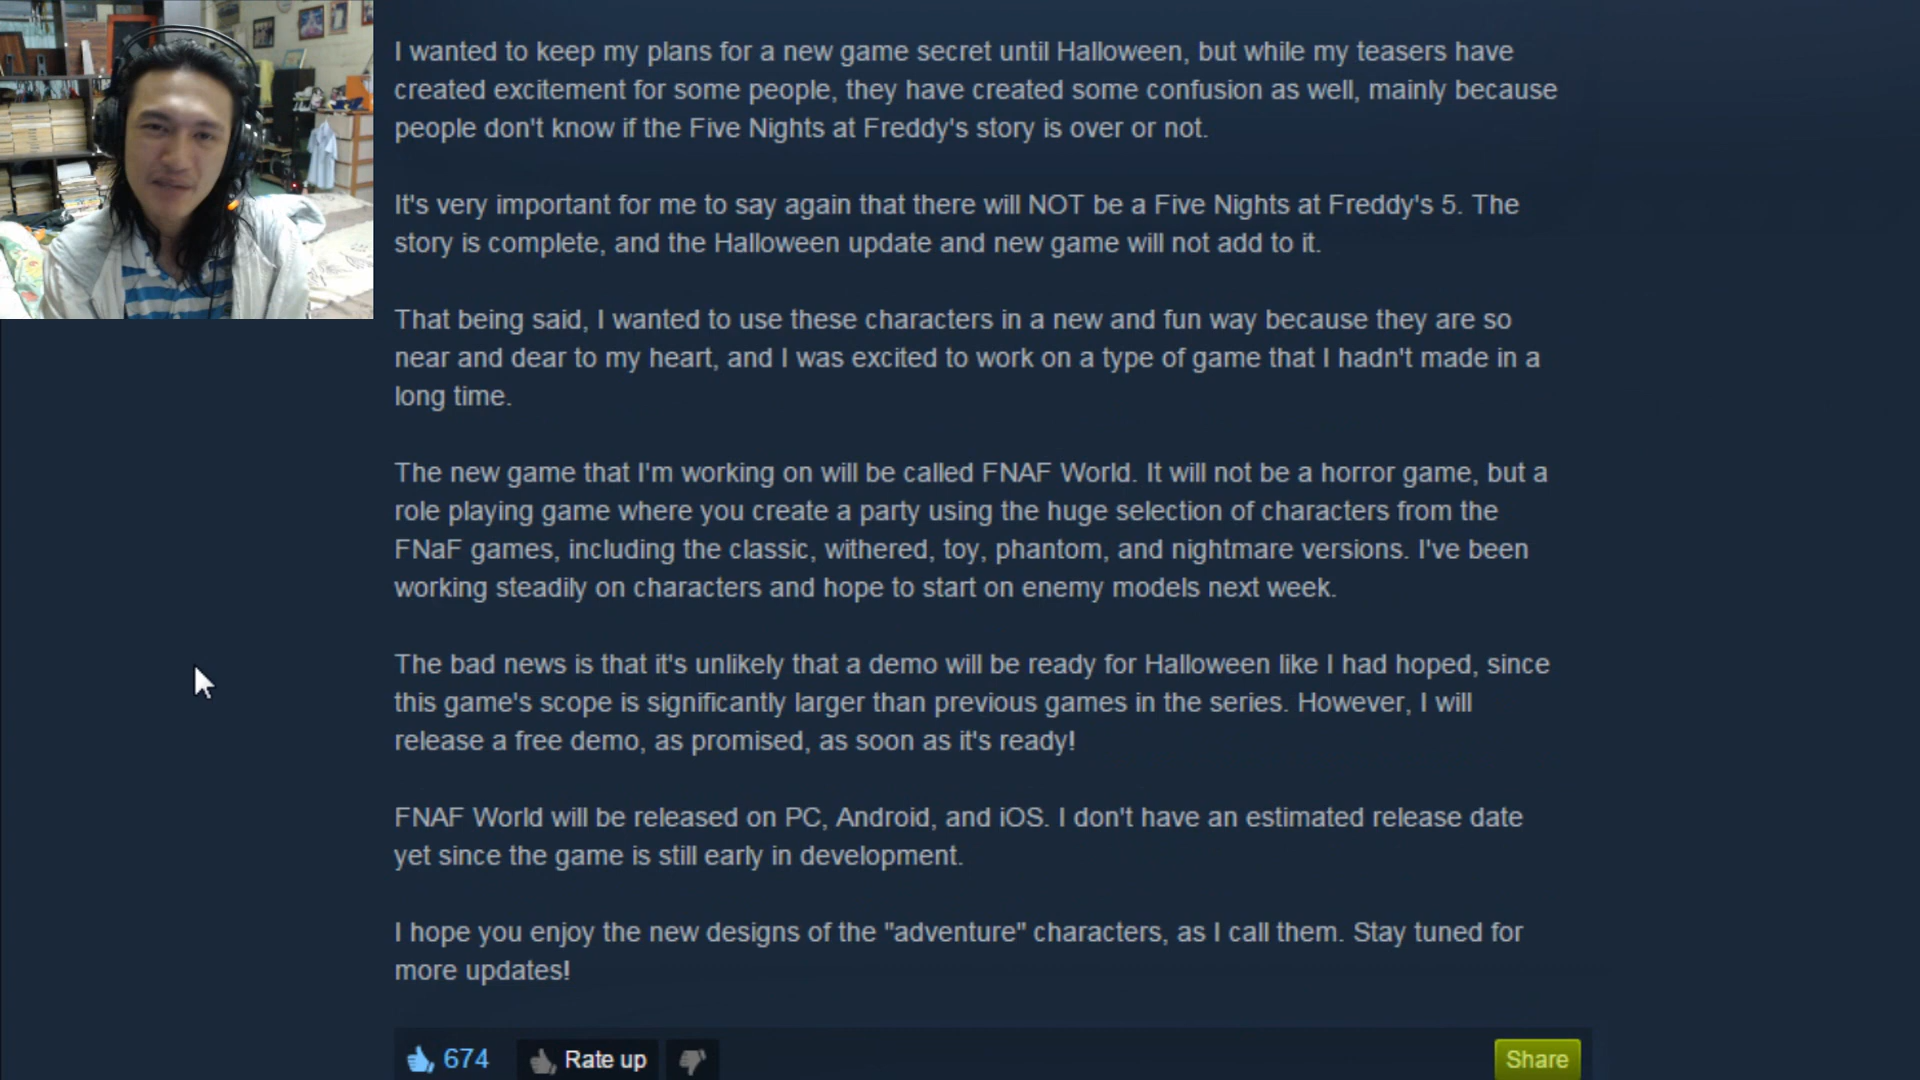 I wanted to keep my plans for a new game secret until Halloween, but while my teasers have
created excitement for some people, they have created some confusion as well, mainly because
people don't know if the Five Nights at Freddy's story is over or not.
It's very important for me to say again that there will NOT be a Five Nights at Freddy's 5. The
story is complete, and the Halloween update and new game will not add to it.
That being said, I wanted to use these characters in a new and fun way because they are so
near and dear to my heart, and I was excited to work on a type of game that I hadn't made in a
long time.
The new game that I'm working on will be called FNAF World. It will not be a horror game, but a
role playing game where you create a party using the huge selection of characters from the
FNaF games, including the classic, withered, toy, phantom, and nightmare versions. I've been
working steadily on characters and hope to start on enemy models next week.
The bad news is that it's unlikely that a demo will be ready for Halloween like I had hoped, since
this game's scope is significantly larger than previous games in the series. However, I will
release a free demo, as promised, as soon as it's ready!
FNAF World will be released on PC, Android, and iOS. I don't have an estimated release date
yet since the game is still early in development.
I hope you enjoy the new designs of the "adventure" characters, as I call them. Stay tuned for
more updates!
674 Rate up Share